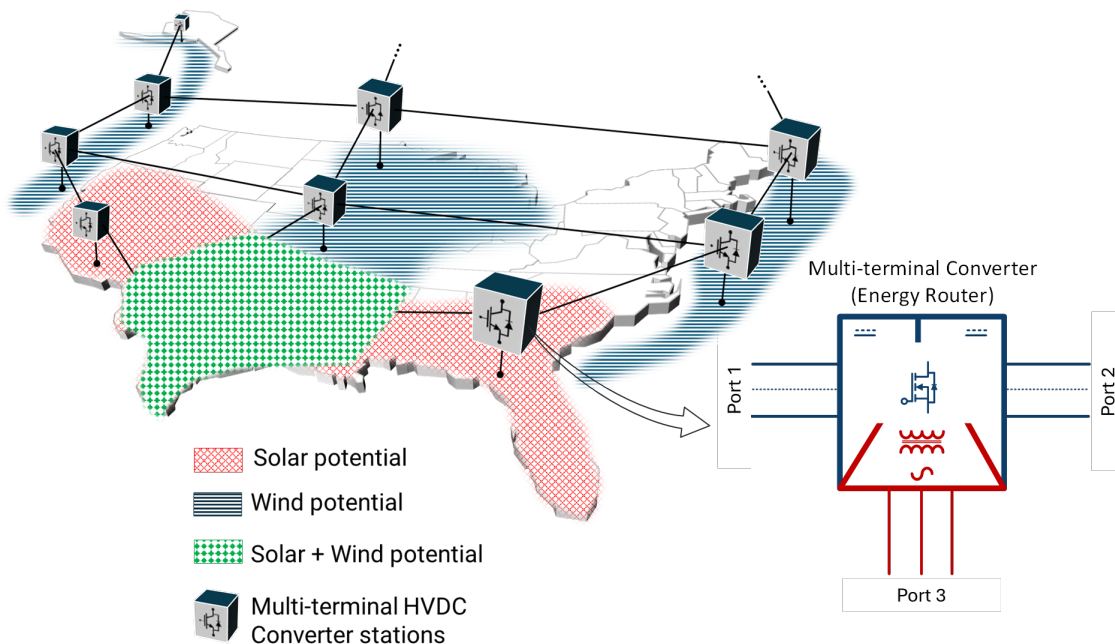 Multi-terminal Converter
(Energy Router)
Port 1
Port 2
Port 3
Solar potential
Wind potential
Solar + Wind potential
Multi-terminal HVDC
Converter stations